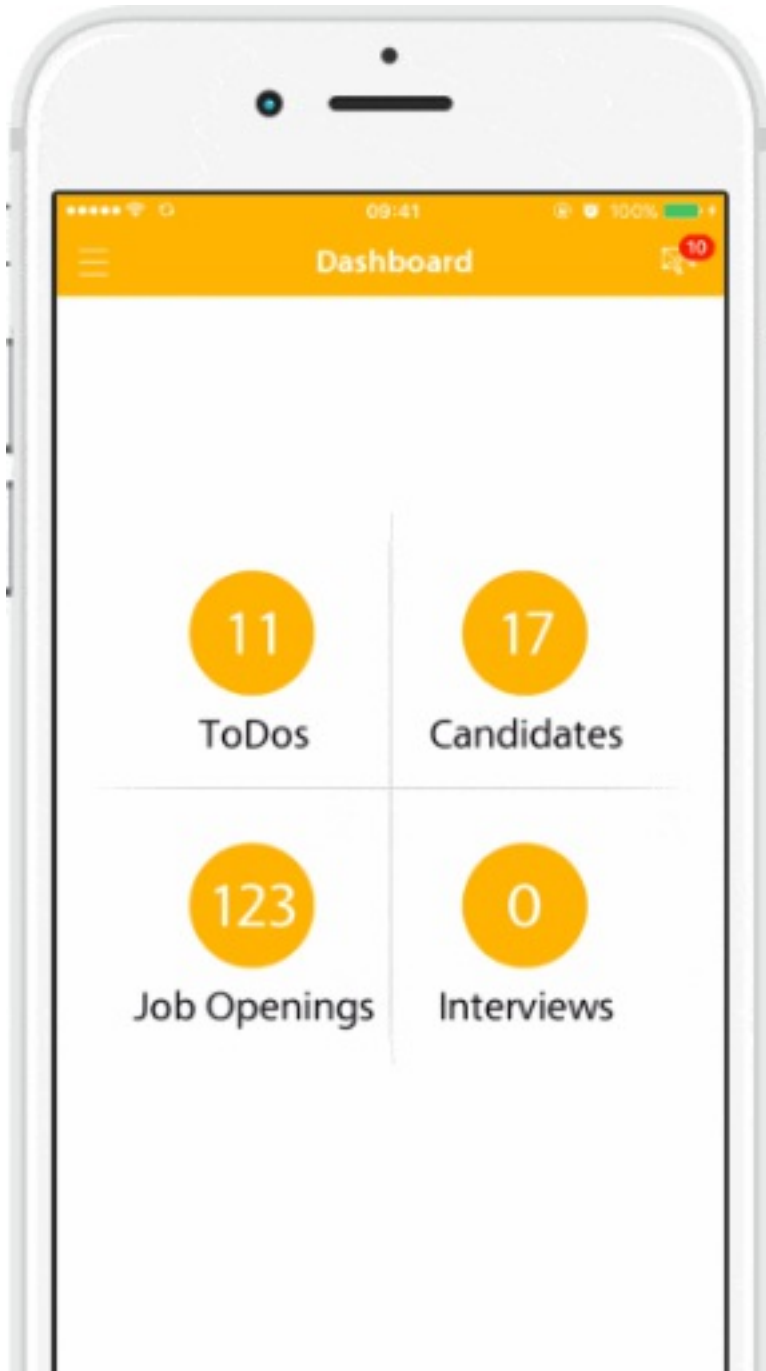 09:41 100%
Dashboard 10
11 17
ToDos Candidates
123 0
Job Openings Interviews